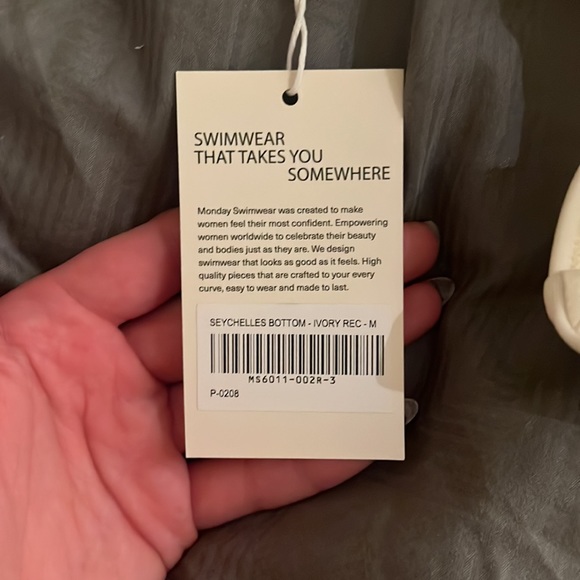 SWIMWEAR
THAT TAKES YOU
SOMEWHERE
Monday Swimwear was created to make
women feel their most confident. Empowering
women worldwide to celebrate their beauty
and bodies just as they are. We design
swimwear that looks as good as it feels. High
quality pieces that are crafted to your every
curve, easy to wear and made to last.
SEYCHELLES BOTTOM - IVORY REC - M
MS6011-002R-3
P-0208